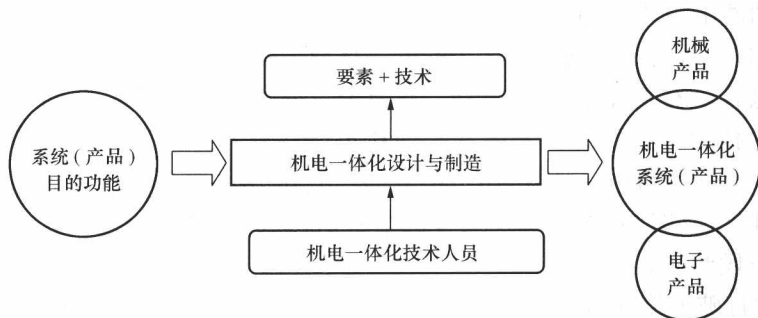 要素 + 技术
系统 ( 产品 )
目的功能
机电一体化设计与制造
机电一体化技术人员
机械
产品
机电一体化
系统 ( 产品 )
电子
产品